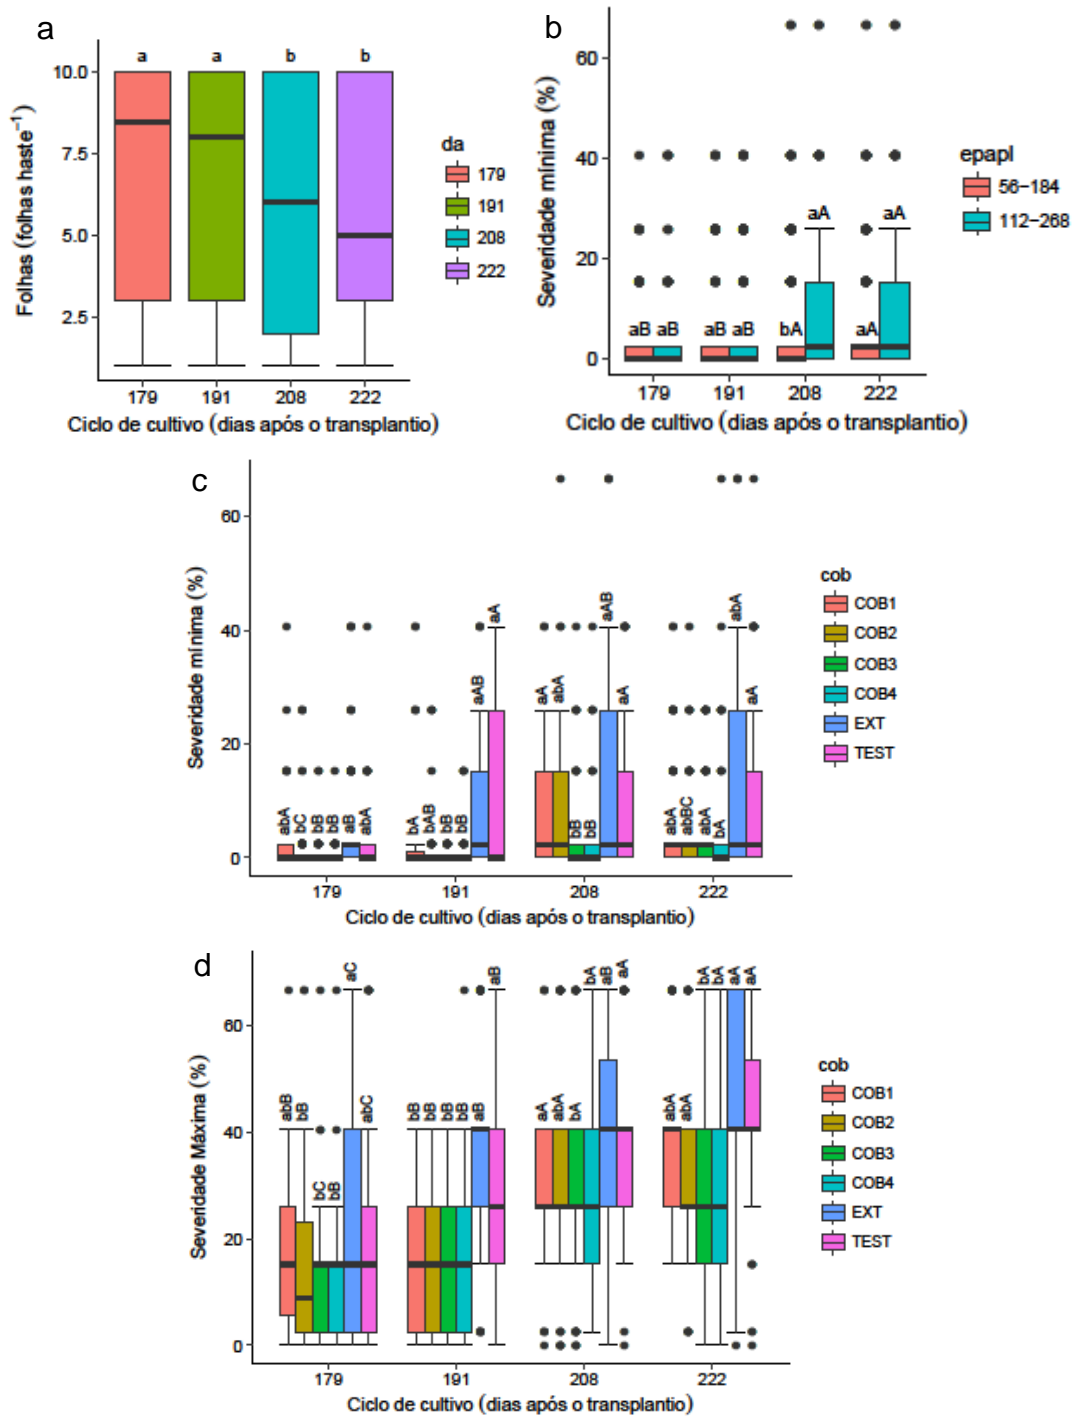 a
a a b b
10.0
7.5
5.0
2.5
Folhas (folhas haste⁻¹)
179 191 208 222
Ciclo de cultivo (dias após o transplantio)
da
179
191
208
222
b
60
40
20
0
Severidade mínima (%)
aB aB aB aB bA aA aA aA
179 191 208 222
Ciclo de cultivo (dias após o transplantio)
epapl
56−184
112−268
c
60
40
20
0
Severidade mínima (%)
abA bC bB bB aB abA
bA bAB bB bB aAB aA
aA abA bB bB aAB aA
abA abBC abA bA abA aA
179 191 208 222
Ciclo de cultivo (dias após o transplantio)
cob
COB1
COB2
COB3
COB4
EXT
TEST
d
60
40
20
0
Severidade Máxima (%)
abB bB bC bB aC abC
bB bB bB bB aB aB
aA abA bA bA aB aA
abA abA bA bA aA aA
179 191 208 222
Ciclo de cultivo (dias após o transplantio)
cob
COB1
COB2
COB3
COB4
EXT
TEST